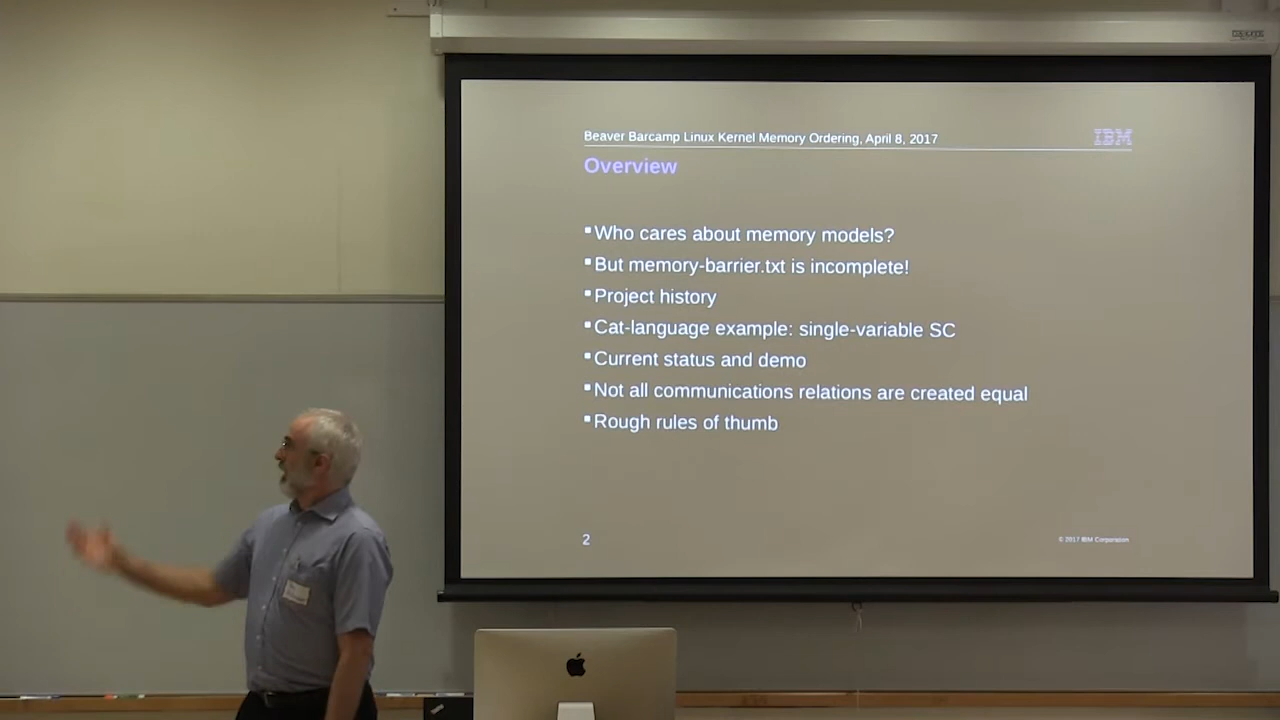 Beaver Barcamp Linux Kernel Memory Ordering, April 8, 2017
IBM
Overview
Who cares about memory models?
But memory-barrier.txt is incomplete!
Project history
Cat-language example: single-variable SC
Current status and demo
Not all communications relations are created equal
Rough rules of thumb
2
© 2017 IBM Corporation